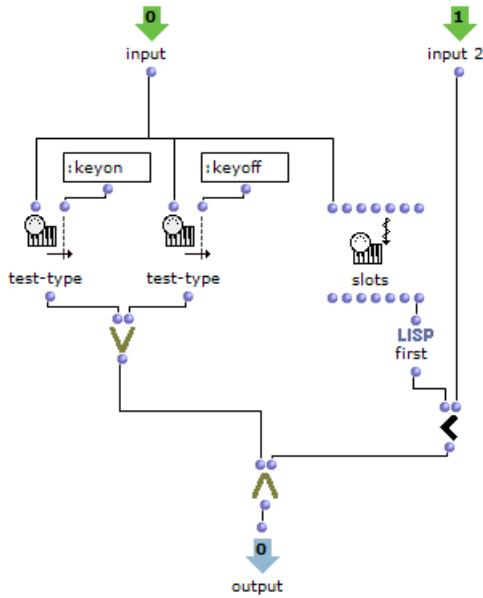 0
1
input
input 2
:keyon
:keyoff
test-type
test-type
slots
LISP
first
0
output